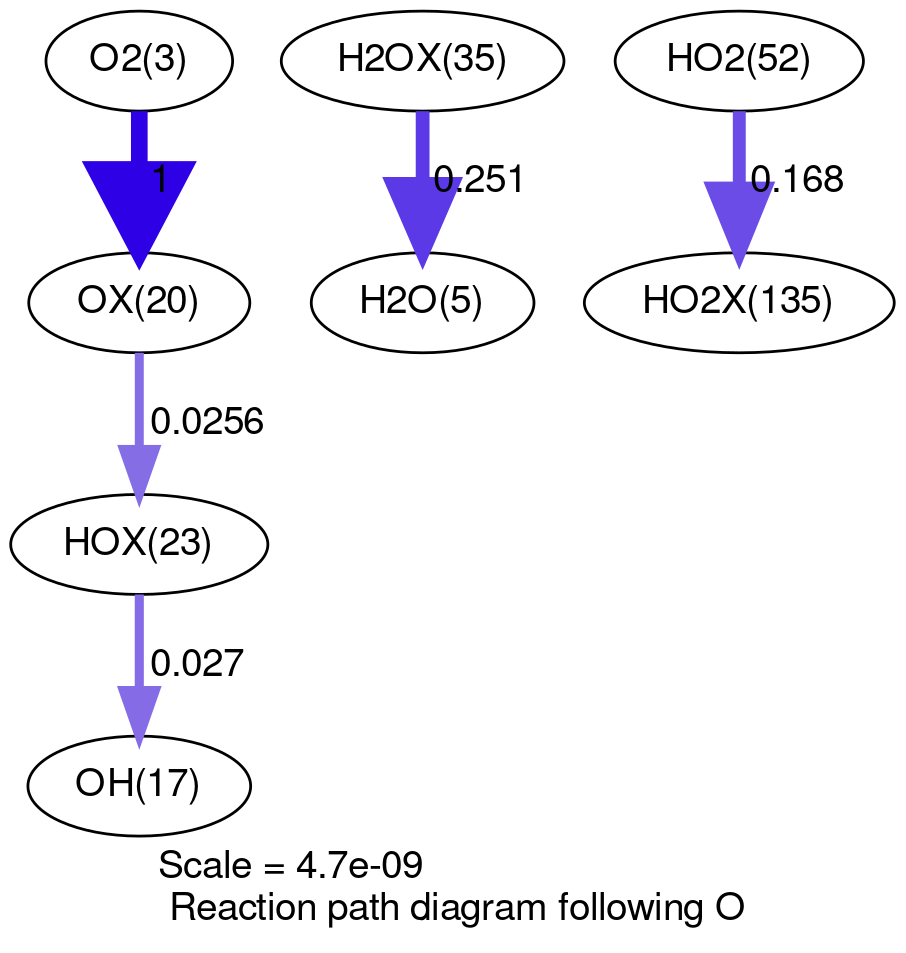 O2(3)
H2OX(35)
HO2(52)
1
0.251
0.168
OX(20)
H2O(5)
HO2X(135)
0.0256
HOX(23)
0.027
OH(17)
Scale = 4.7e-09
Reaction path diagram following O